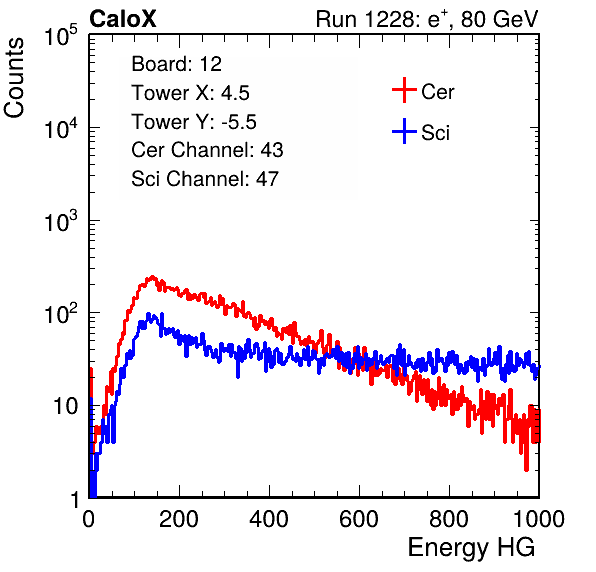 CaloX
Run 1228: e+, 80 GeV
Counts
10^5
10^4
10^3
10^2
10
1
Board: 12
Tower X: 4.5
Tower Y: -5.5
Cer Channel: 43
Sci Channel: 47
Cer
Sci
0 200 400 600 800 1000
Energy HG